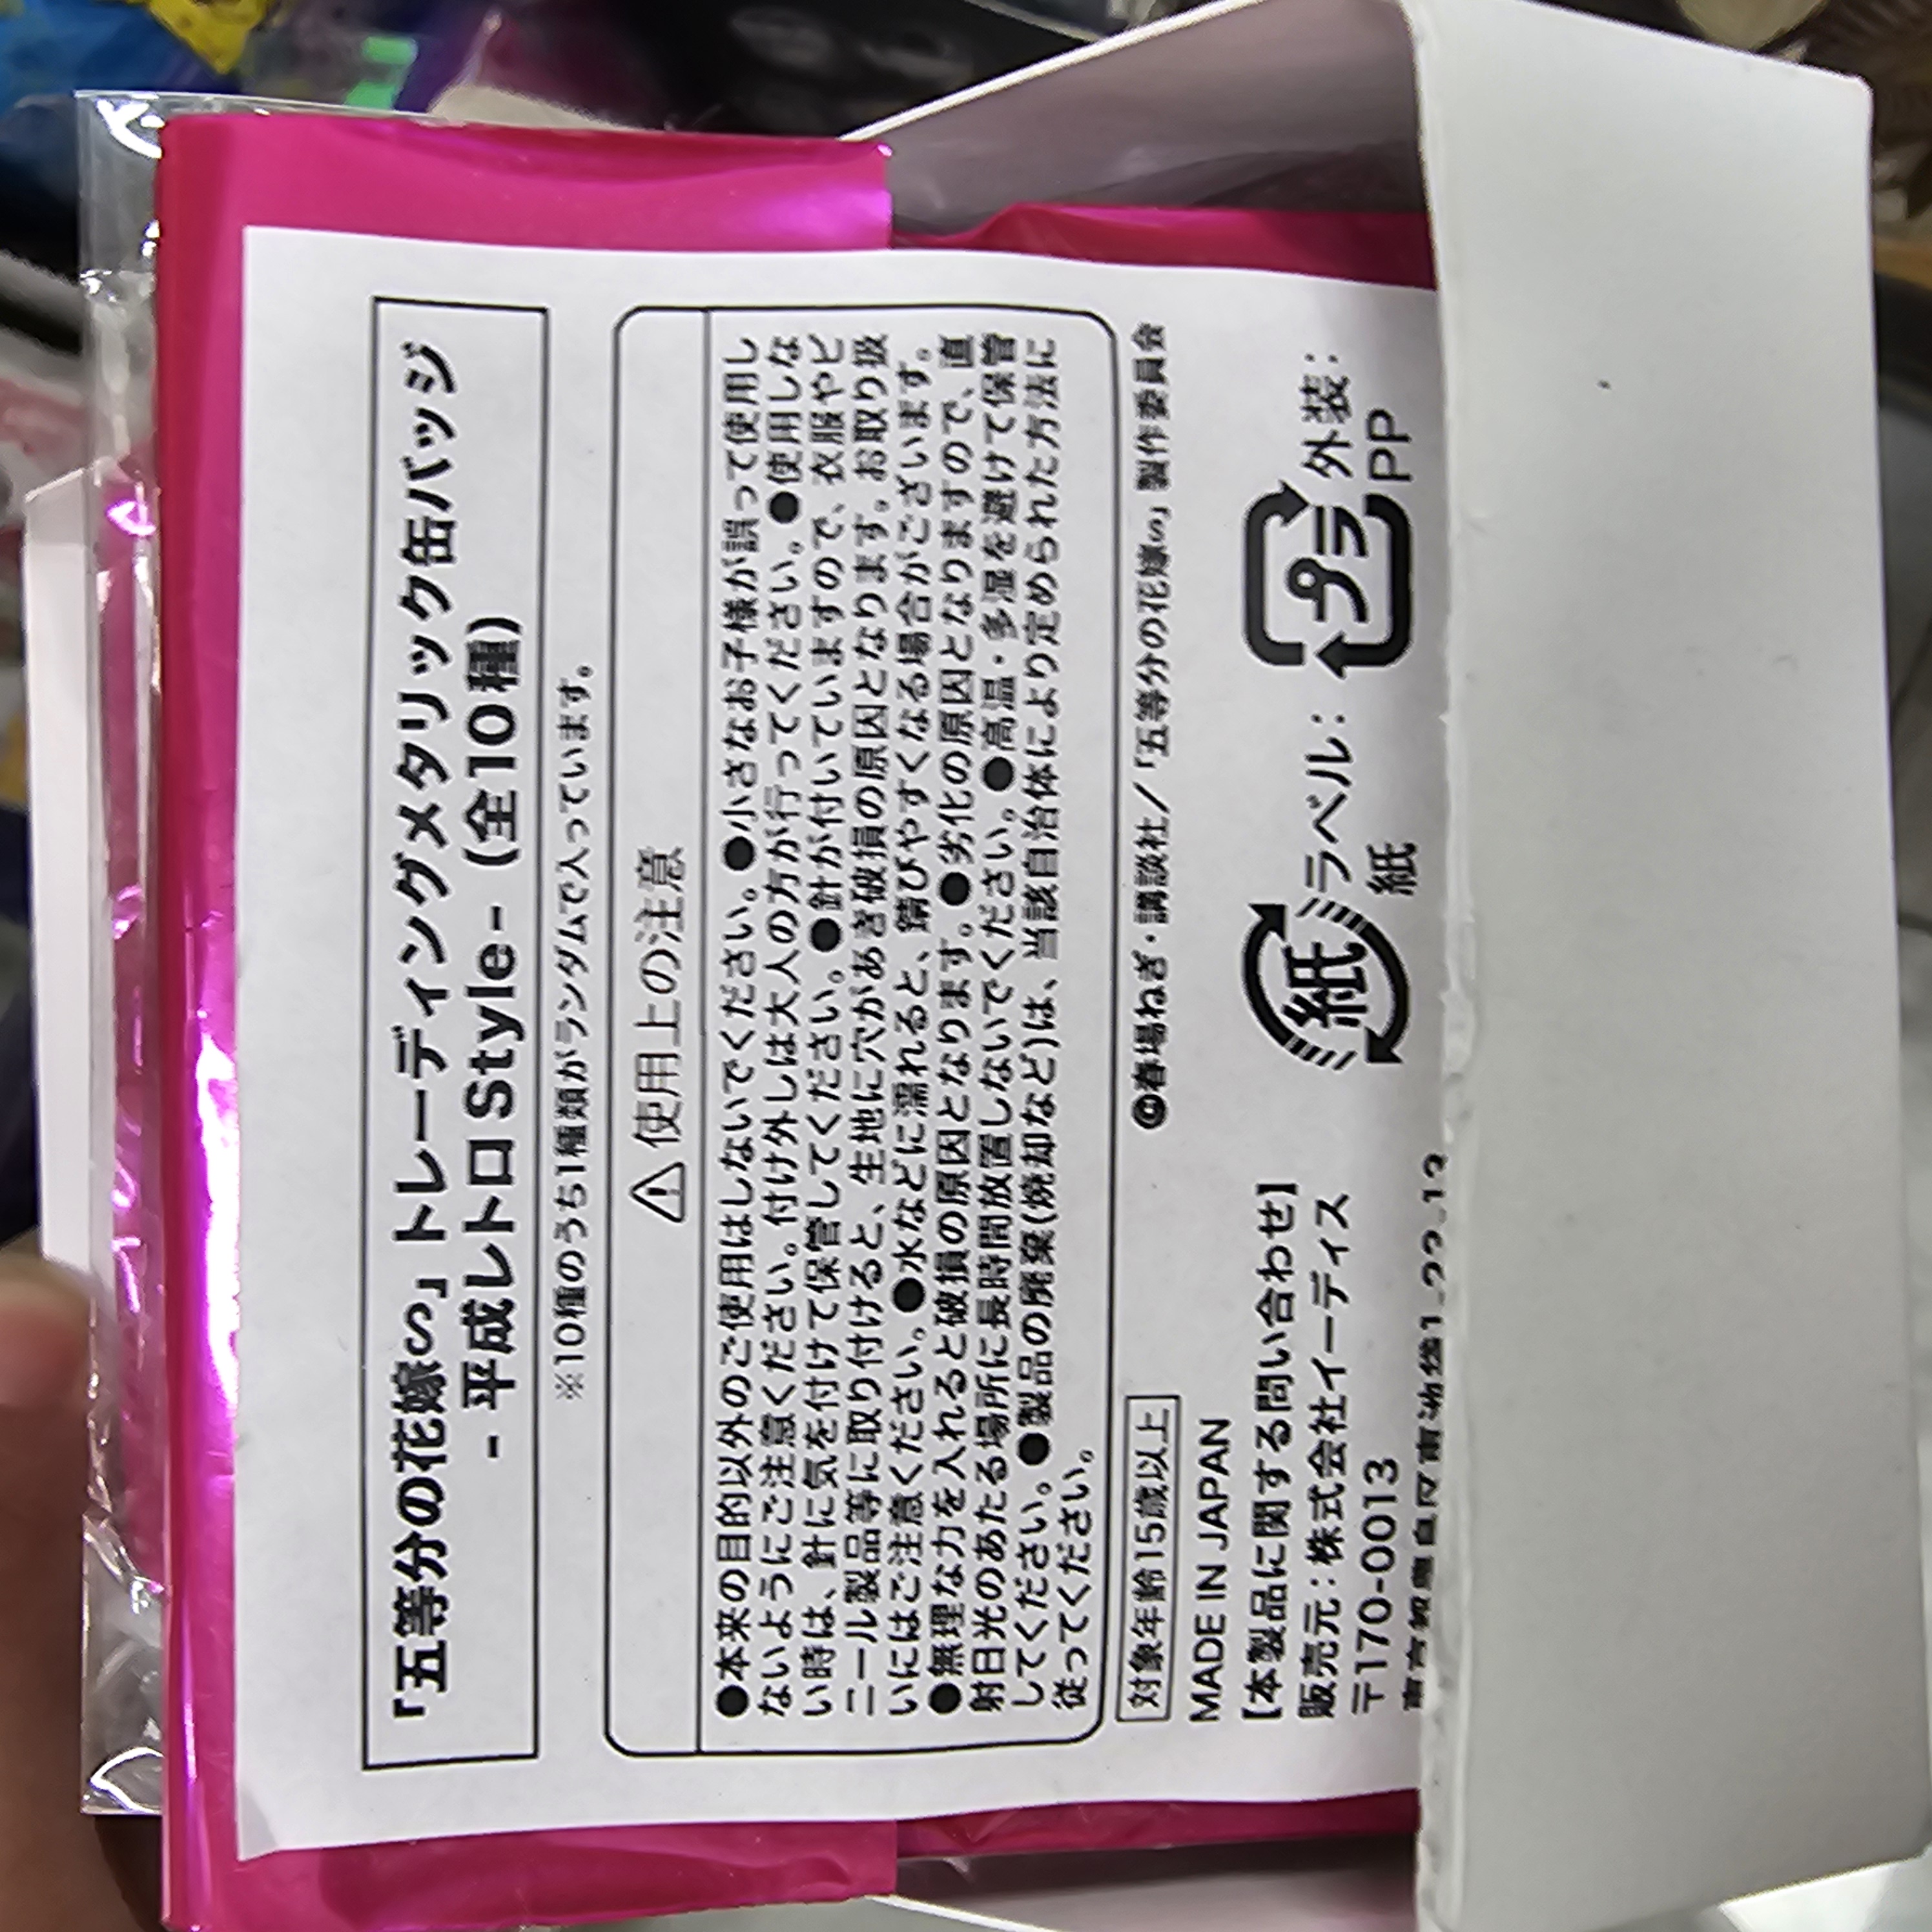 「五等分の花嫁∽」トレーディングメタリック缶バッジ
- 平成レトロStyle- (全10種)
※10種のうち1種類がランダムで入っています。
使用上の注意
●本来の目的以外のご使用はしないでください。●小さなお子様が誤って使用し
ないようにご注意ください。付け外しは大人の方が行ってください。●使用しな
い時は、針に気を付けて保管してください。●針が付いていますので、衣服やビ
ニール製品等に取り付けると、生地に穴があき破損の原因となります。お取り扱
いにはご注意ください。●水などに濡れると、錆びやすくなる場合がございます。
●無理な力を入れると破損の原因となります。●劣化の原因となりますので、直
射日光のあたる場所に長時間放置しないでください。●高温・多湿を避けて保管
してください。●製品の廃棄(焼却など)は、当該自治体により定められた方法に
従ってください。
対象年齢15歳以上
©春場ねぎ・講談社/「五等分の花嫁∽」製作委員会
MADE IN JAPAN
【本製品に関する問い合わせ】
販売元:株式会社イーディス
〒170-0013
紙
ラベル:
紙
プラ
外装:
PP